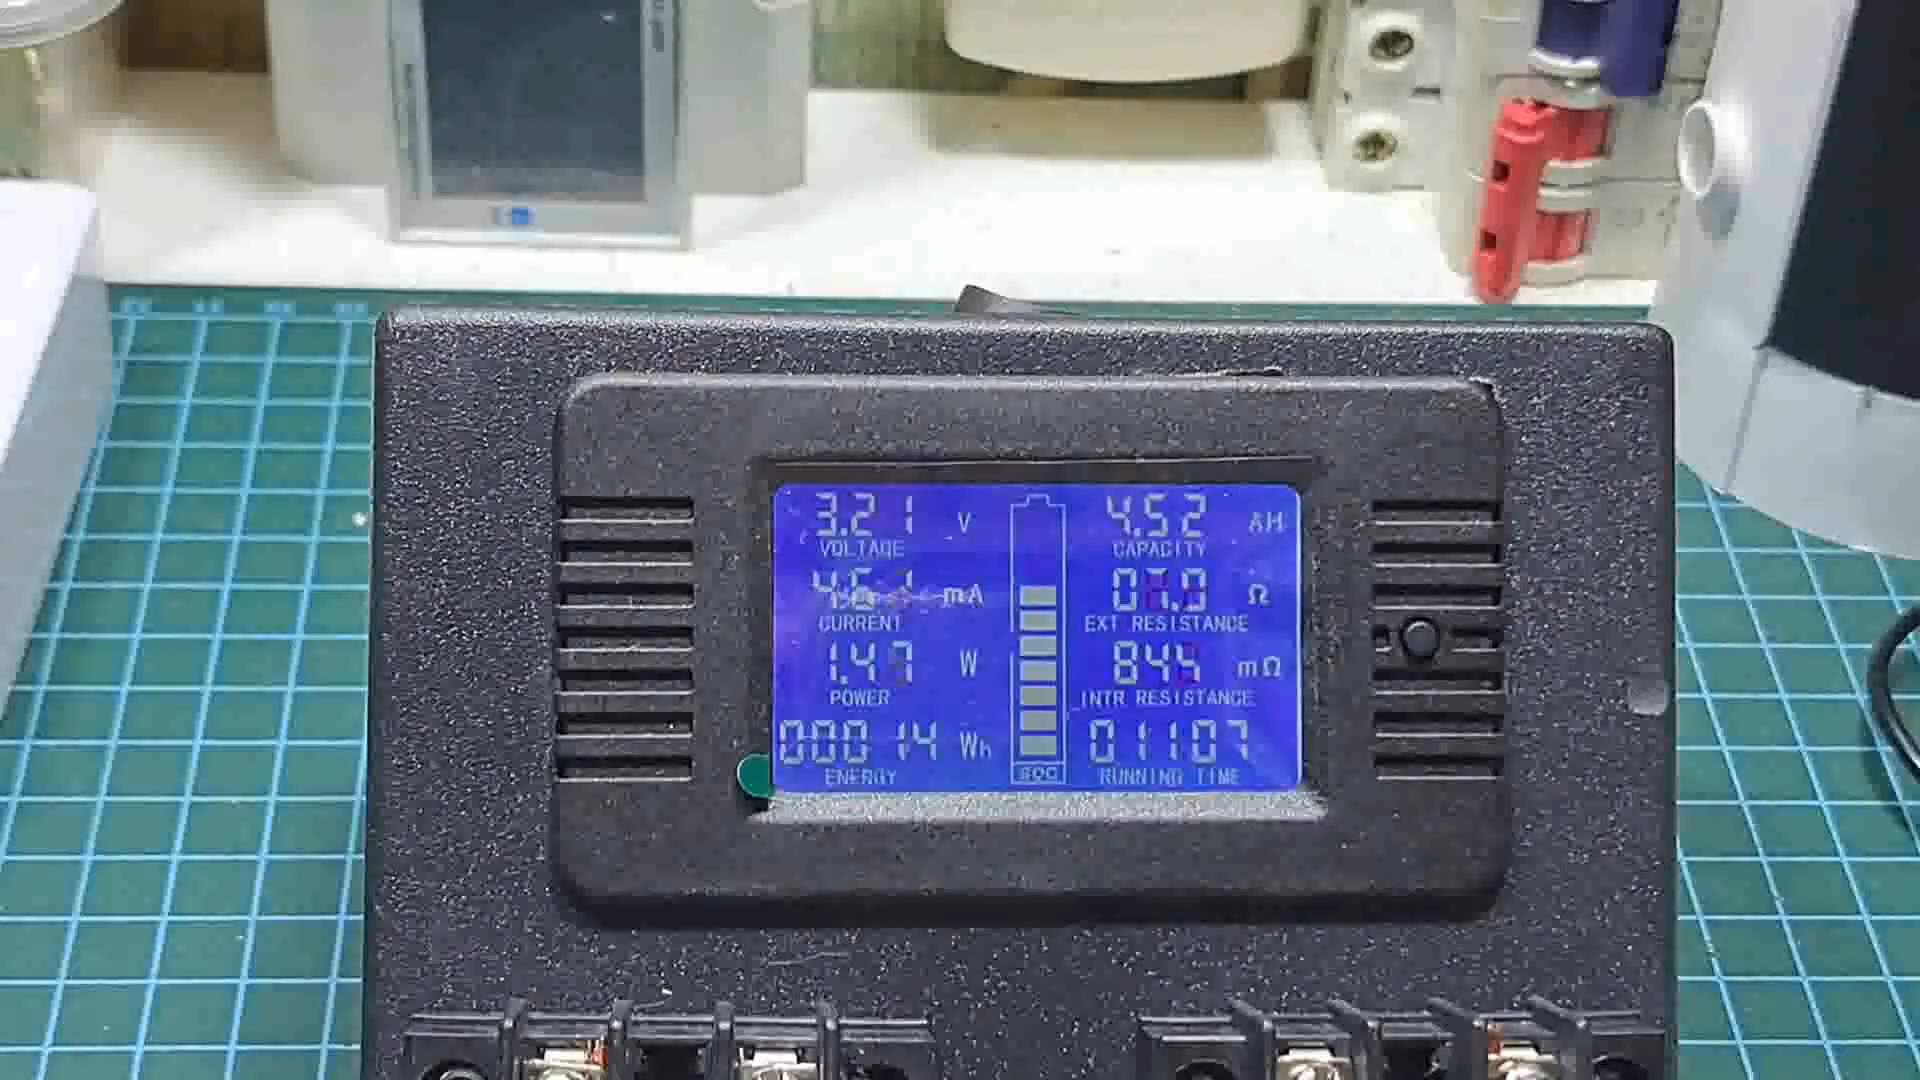 3.21 V
VOLTAGE
mA
CURRENT
W
POWER
00014 Wh
ENERGY
SOC
4.52 AH
CAPACITY
Ω
EXT RESISTANCE
mΩ
INTR RESISTANCE
01107
RUNNING TIME